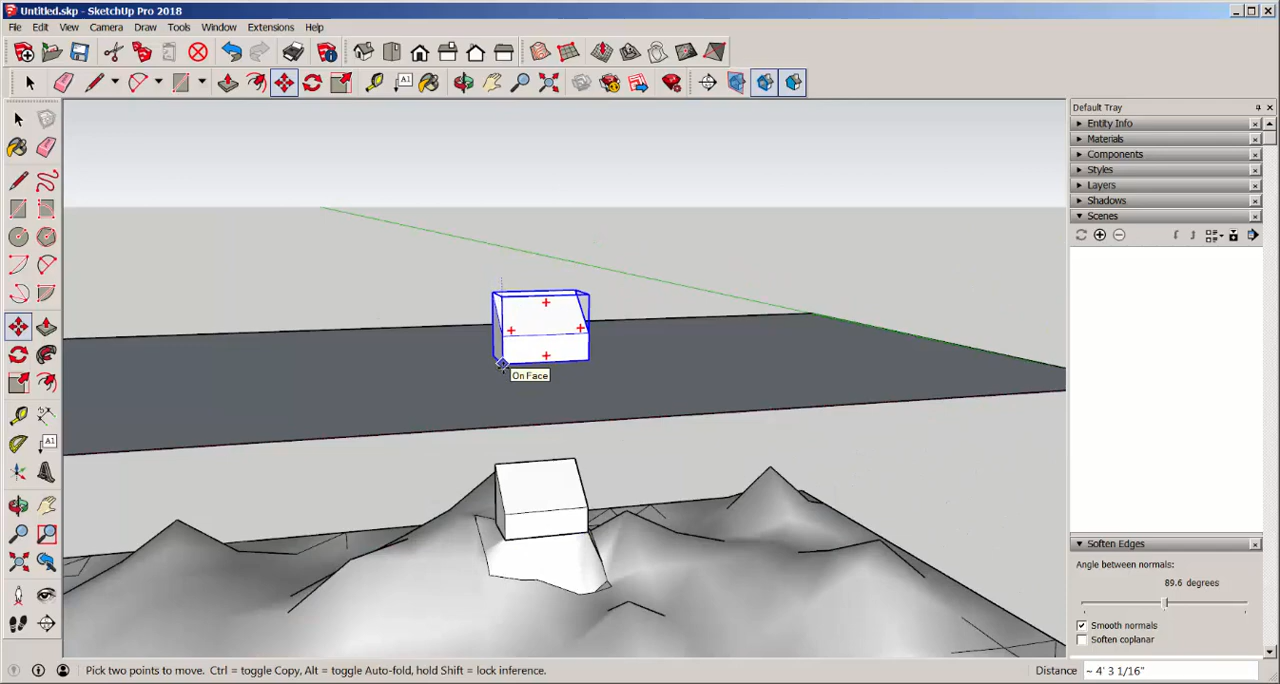 Untitled.skp - SketchUp Pro 2018
File Edit View Camera Draw Tools Window Extensions Help
A1
Default Tray
Entity Info
Materials
Components
Styles
Layers
Shadows
Scenes
On Face
A1
Soften Edges
Angle between normals:
89.6 degrees
Smooth normals
Soften coplanar
Pick two points to move. Ctrl = toggle Copy, Alt = toggle Auto-fold, hold Shift = lock inference.
Distance ~ 4' 3 1/16"